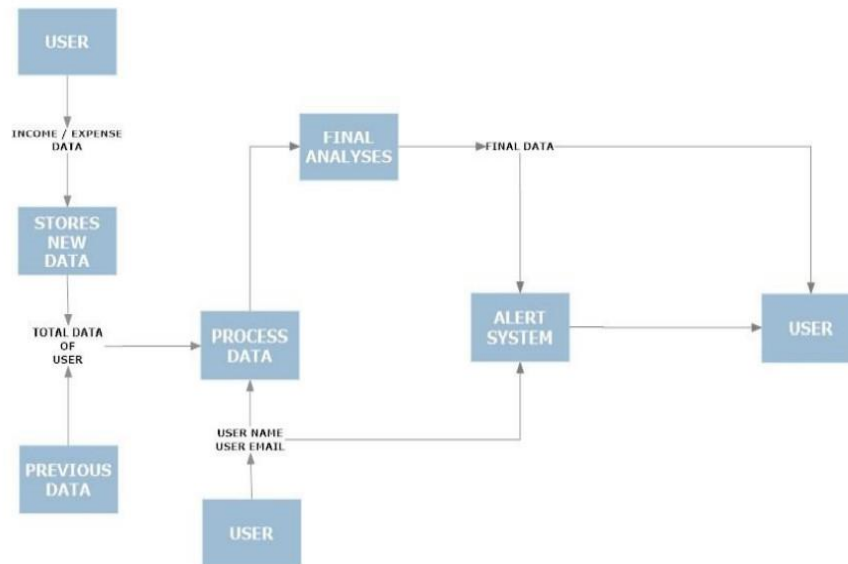 USER
INCOME / EXPENSE
DATA
STORES
NEW
DATA
TOTAL DATA
OF
USER
PREVIOUS
DATA
PROCESS
DATA
USER NAME
USER EMAIL
USER
FINAL
ANALYSES
FINAL DATA
ALERT
SYSTEM
USER